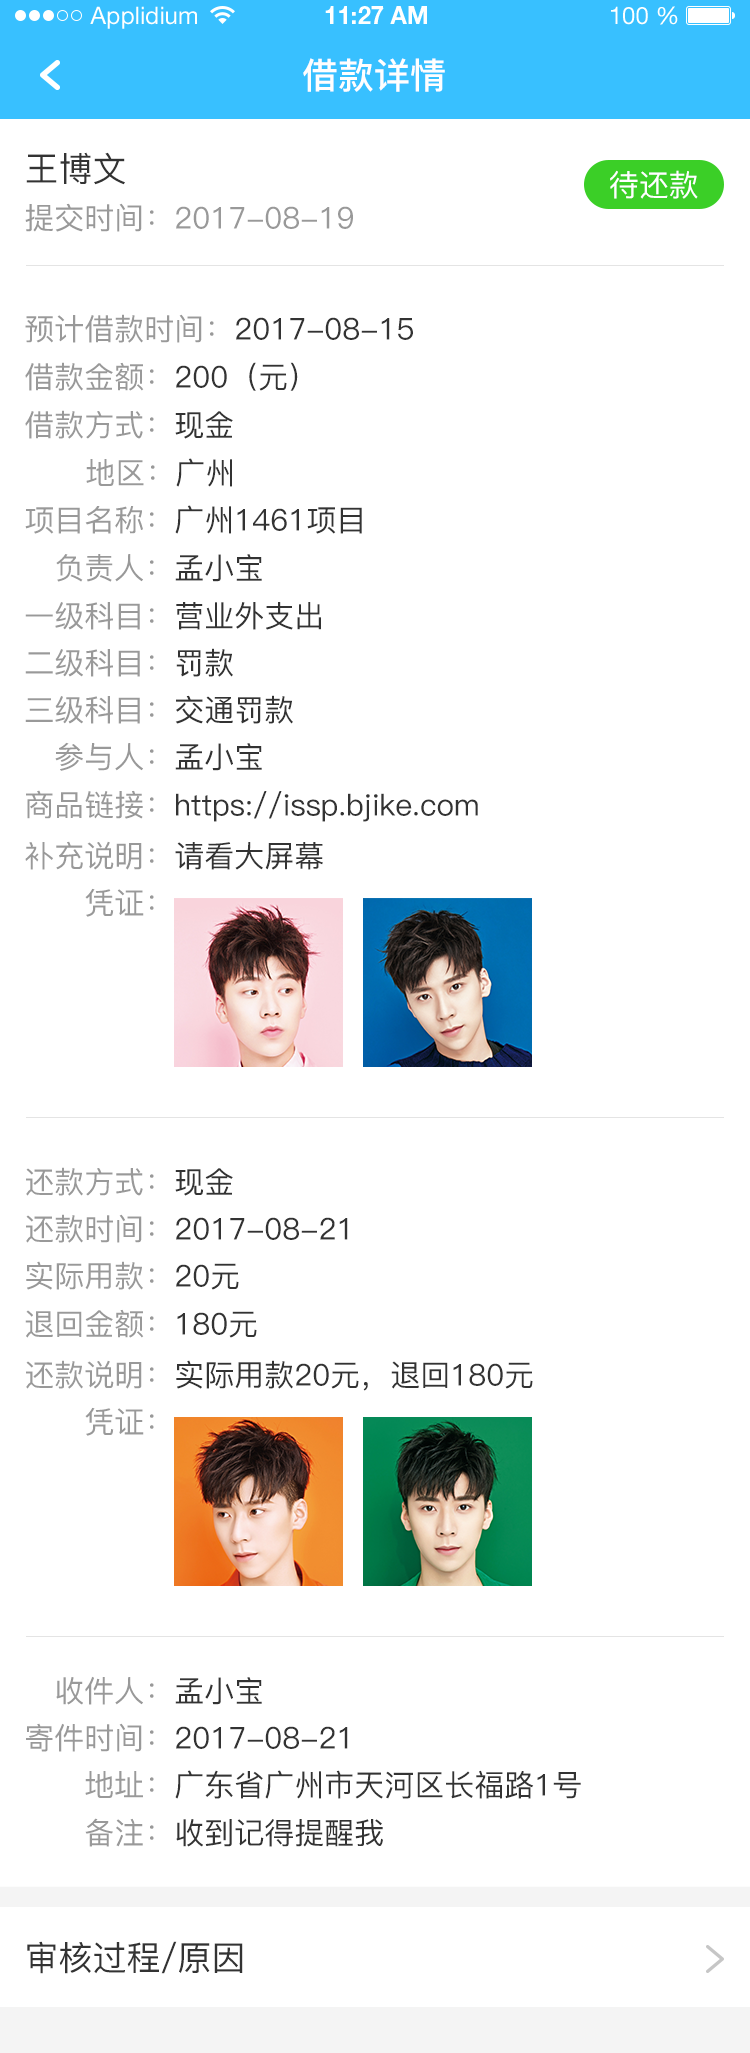 Applidium 11:27 AM 100 %
借款详情
王博文
待还款
提交时间：2017-08-19
预计借款时间：2017-08-15
借款金额：200（元）
借款方式：现金
地区：广州
项目名称：广州1461项目
负责人：孟小宝
一级科目：营业外支出
二级科目：罚款
三级科目：交通罚款
参与人：孟小宝
商品链接：https://issp.bjike.com
补充说明：请看大屏幕
凭证：
还款方式：现金
还款时间：2017-08-21
实际用款：20元
退回金额：180元
还款说明：实际用款20元，退回180元
凭证：
收件人：孟小宝
寄件时间：2017-08-21
地址：广东省广州市天河区长福路1号
备注：收到记得提醒我
审核过程/原因